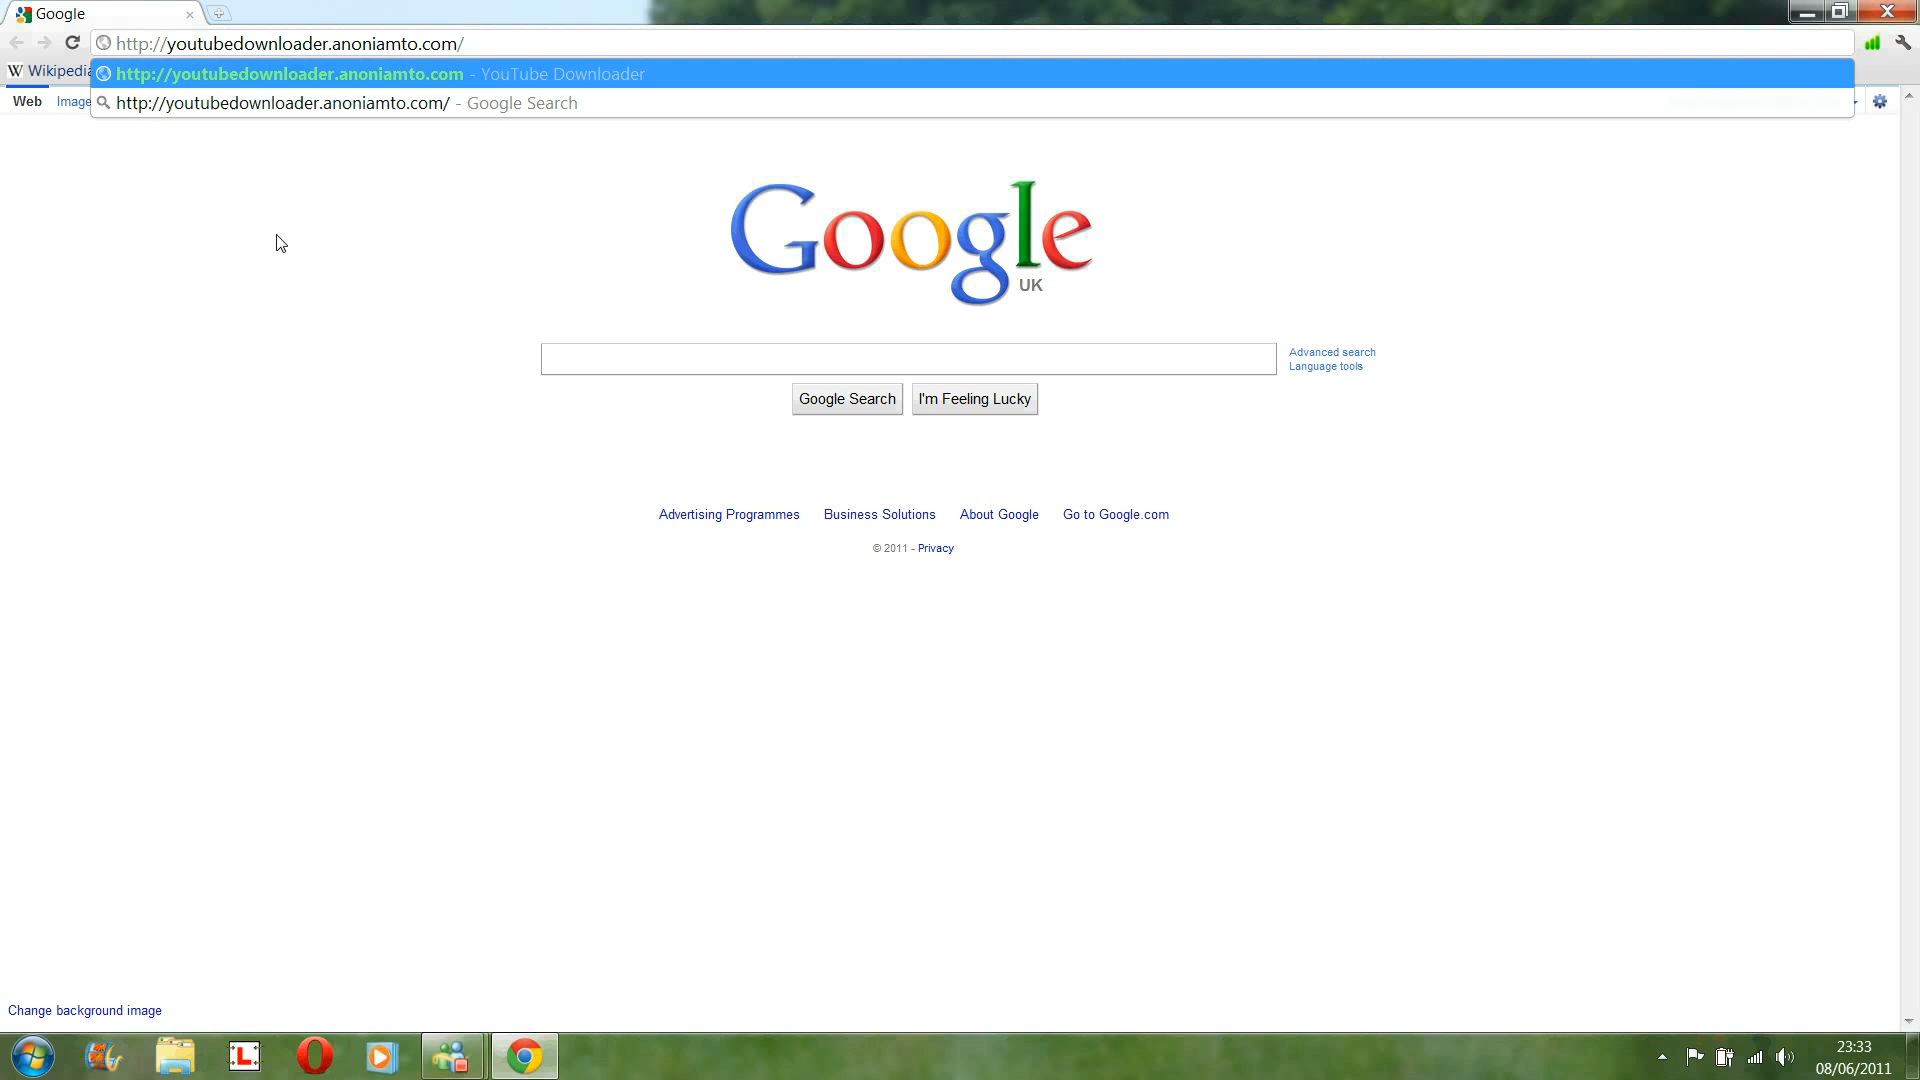 Google
http://youtubedownloader.anoniamto.com/
W Wikipedia
http://youtubedownloader.anoniamto.com - YouTube Downloader
Web Image
http://youtubedownloader.anoniamto.com/ - Google Search
Google
UK
Advanced search
Language tools
Google Search I'm Feeling Lucky
Advertising Programmes Business Solutions About Google Go to Google.com
© 2011 - Privacy
Change background image
L
23:33
08/06/2011